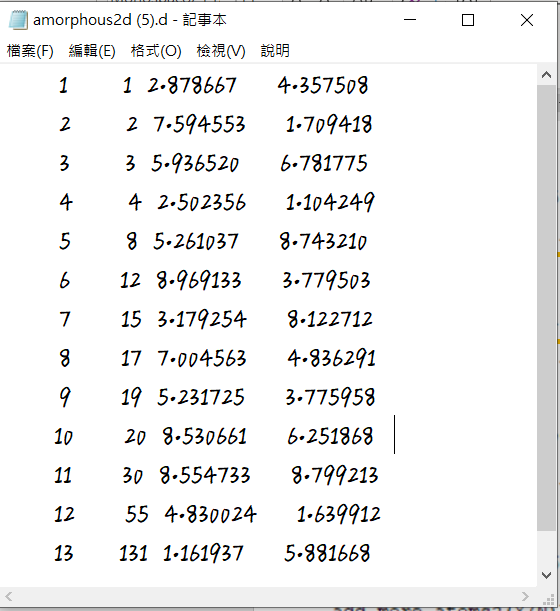 amorphous2d (5).d - 記事本
檔案(F) 編輯(E) 格式(O) 檢視(V) 說明
1 1 2.878667 4.357508
2 2 7.594553 1.709418
3 3 5.936520 6.781775
4 4 2.502356 1.104249
5 8 5.261037 8.743210
6 12 8.969133 3.779503
7 15 3.179254 8.122712
8 17 7.004563 4.836291
9 19 5.231725 3.775958
10 20 8.530661 6.251868
11 30 8.554733 8.799213
12 55 4.830024 1.639912
13 131 1.161937 5.881668